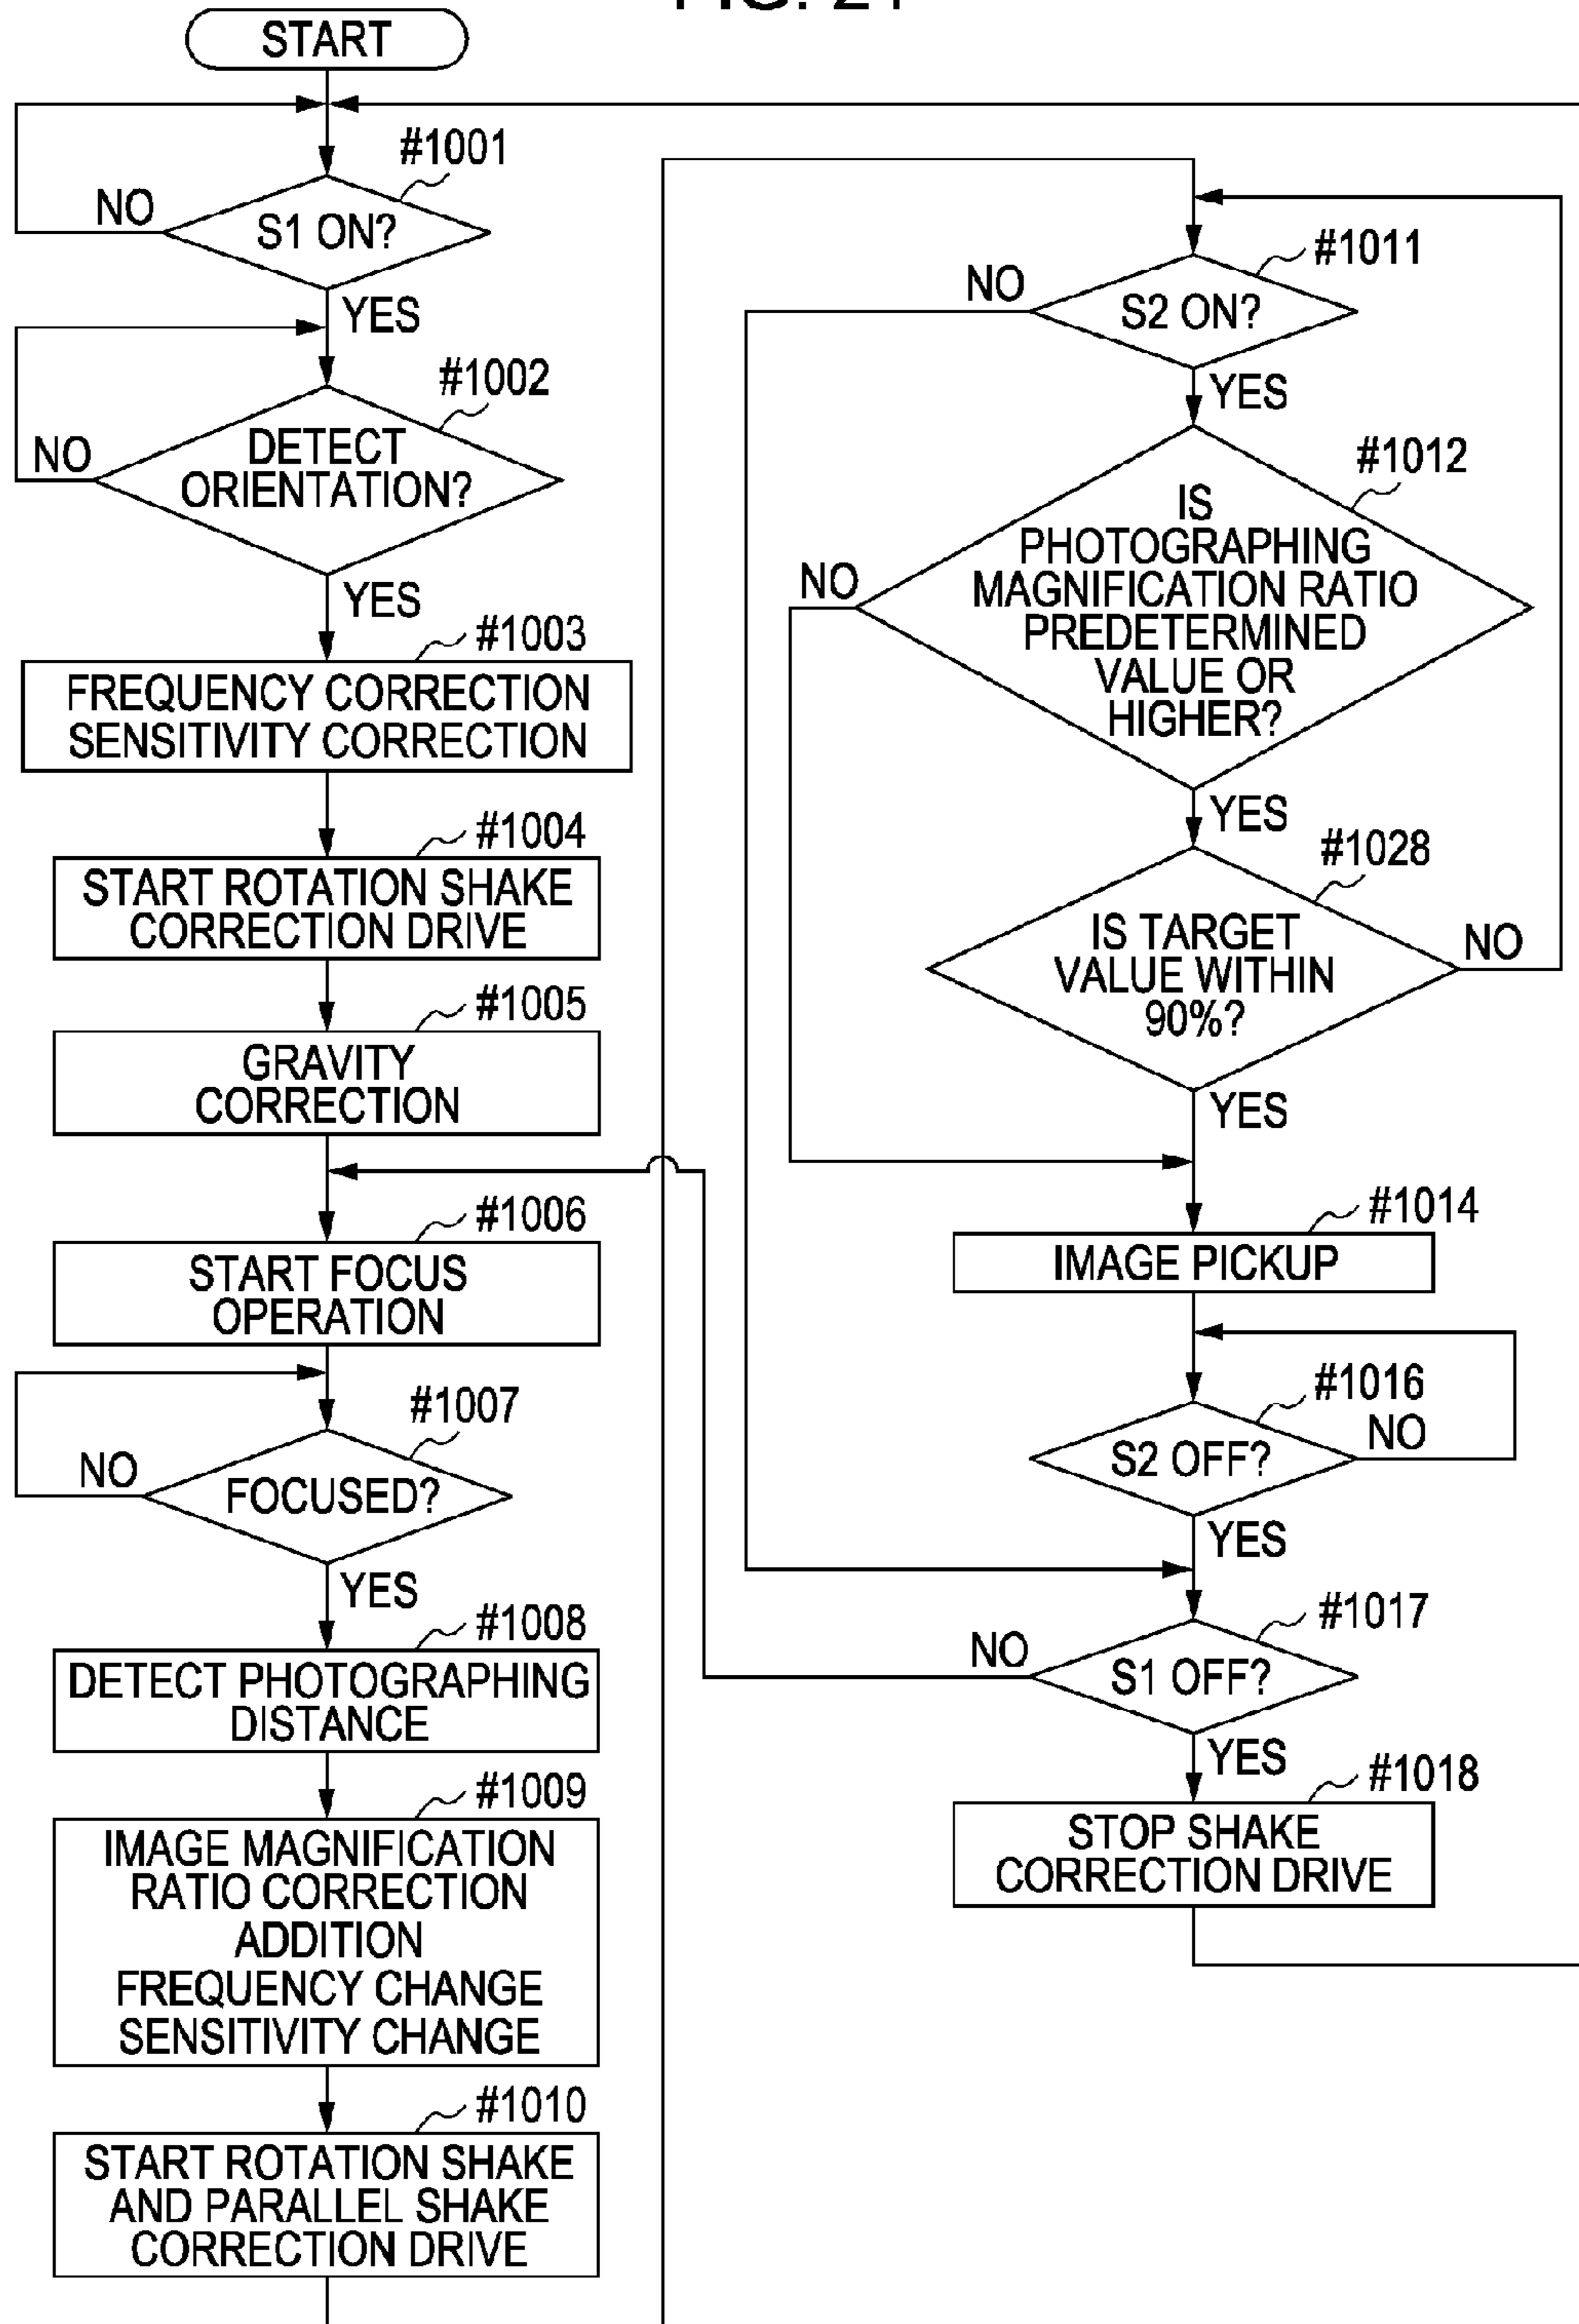 START
#1001
NO
S1 ON?
YES
#1002
NO
DETECT
ORIENTATION?
YES
#1003
FREQUENCY CORRECTION
SENSITIVITY CORRECTION
#1004
START ROTATION SHAKE
CORRECTION DRIVE
#1005
GRAVITY
CORRECTION
#1006
START FOCUS
OPERATION
#1007
NO
FOCUSED?
YES
#1008
DETECT PHOTOGRAPHING
DISTANCE
#1009
IMAGE MAGNIFICATION
RATIO CORRECTION
ADDITION
FREQUENCY CHANGE
SENSITIVITY CHANGE
#1010
START ROTATION SHAKE
AND PARALLEL SHAKE
CORRECTION DRIVE
#1011
NO
S2 ON?
YES
#1012
NO
IS
PHOTOGRAPHING
MAGNIFICATION RATIO
PREDETERMINED
VALUE OR
HIGHER?
YES
#1028
IS TARGET
VALUE WITHIN
90%?
NO
YES
#1014
IMAGE PICKUP
#1016
S2 OFF?
NO
YES
#1017
NO
S1 OFF?
YES
#1018
STOP SHAKE
CORRECTION DRIVE